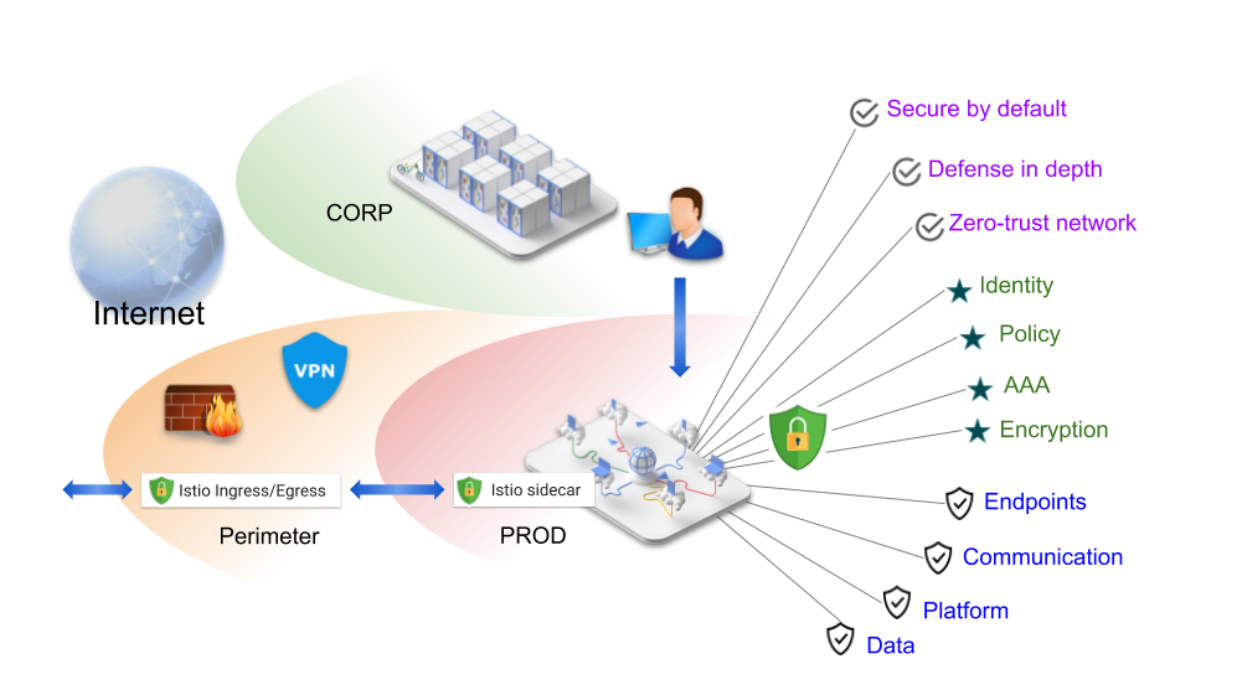 Secure by default
Defense in depth
CORP
Zero-trust network
Identity
Internet
Policy
VPN
AAA
Encryption
Istio Ingress/Egress
Istio sidecar
Endpoints
Perimeter
PROD
Communication
Platform
Data